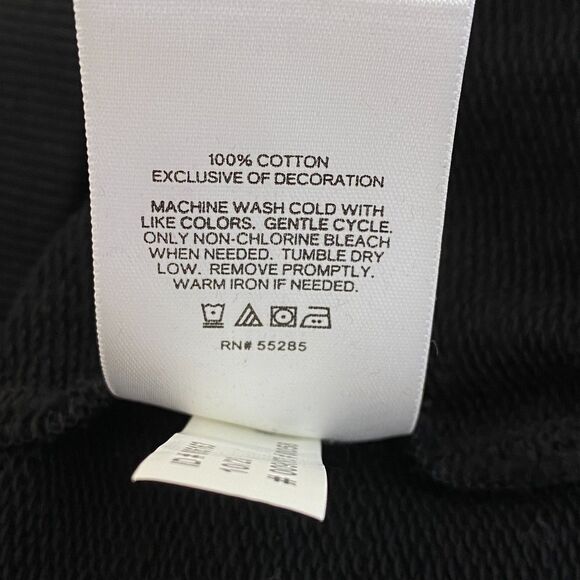 100% COTTON
EXCLUSIVE OF DECORATION
MACHINE WASH COLD WITH
LIKE COLORS. GENTLE CYCLE.
ONLY NON-CHLORINE BLEACH
WHEN NEEDED. TUMBLE DRY
LOW. REMOVE PROMPTLY.
WARM IRON IF NEEDED.
RN# 55285